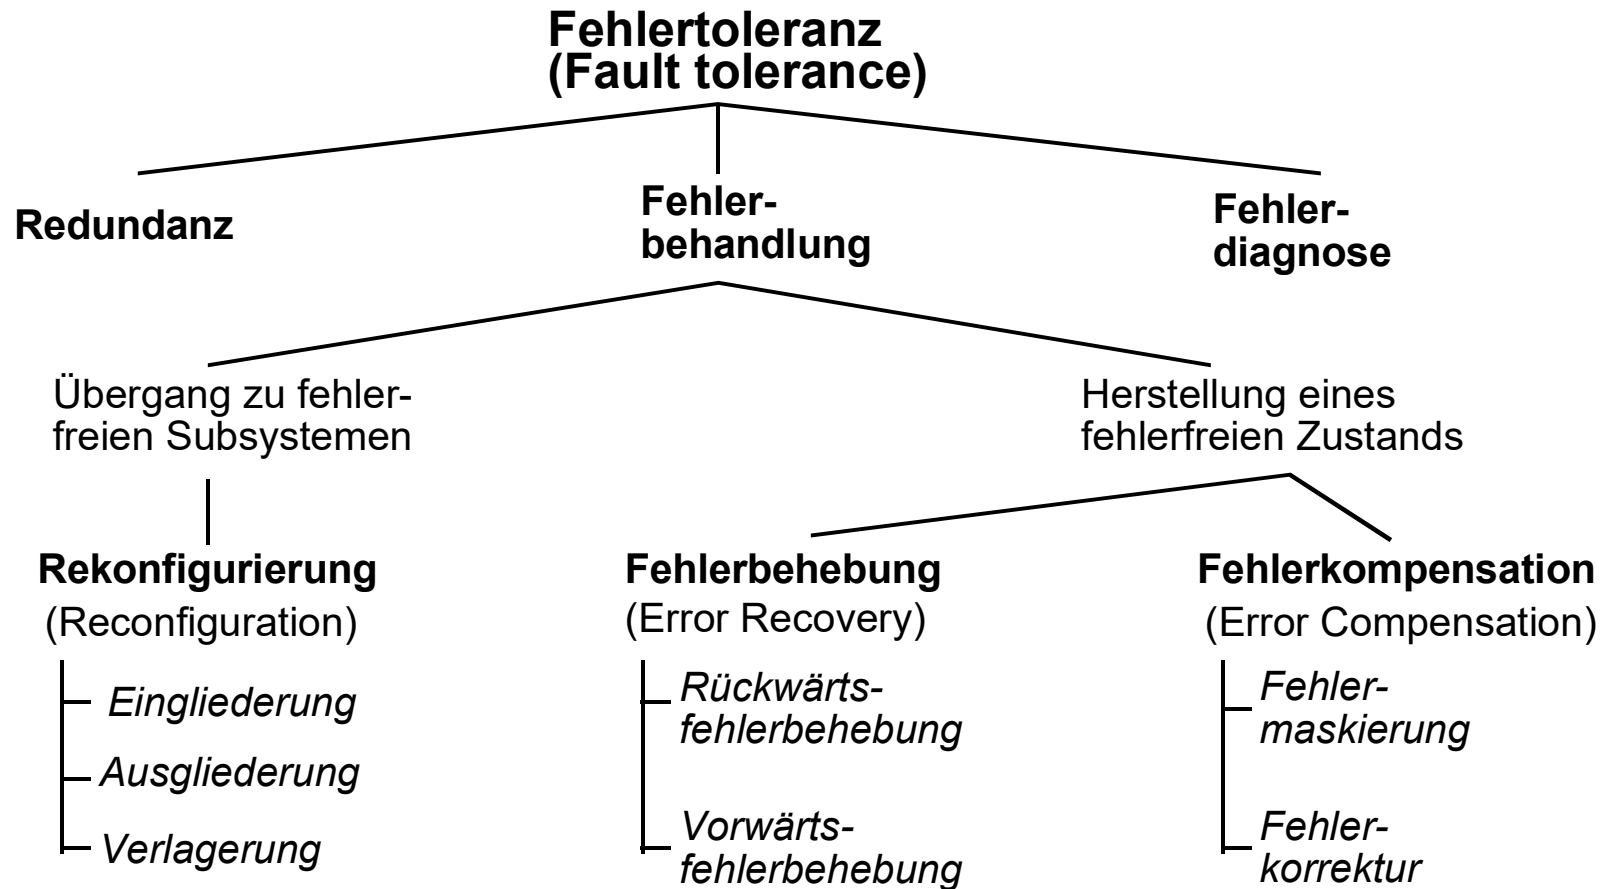 Fehlertoleranz
(Fault tolerance)
Redundanz
Fehler-
behandlung
Fehler-
diagnose
Übergang zu fehler-
freien Subsystemen
Herstellung eines
fehlerfreien Zustands
Rekonfigurierung
(Reconfiguration)
Eingliederung
Ausgliederung
Verlagerung
Fehlerbehebung
(Error Recovery)
Rückwärts-
fehlerbehebung
Vorwärts-
fehlerbehebung
Fehlerkompensation
(Error Compensation)
Fehler-
maskierung
Fehler-
korrektur